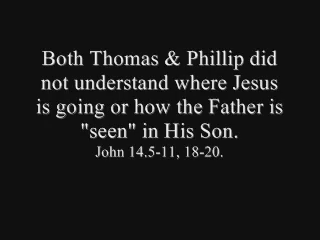 Both Thomas & Phillip did
not understand where Jesus
is going or how the Father is
"seen" in His Son.
John 14.5-11, 18-20.